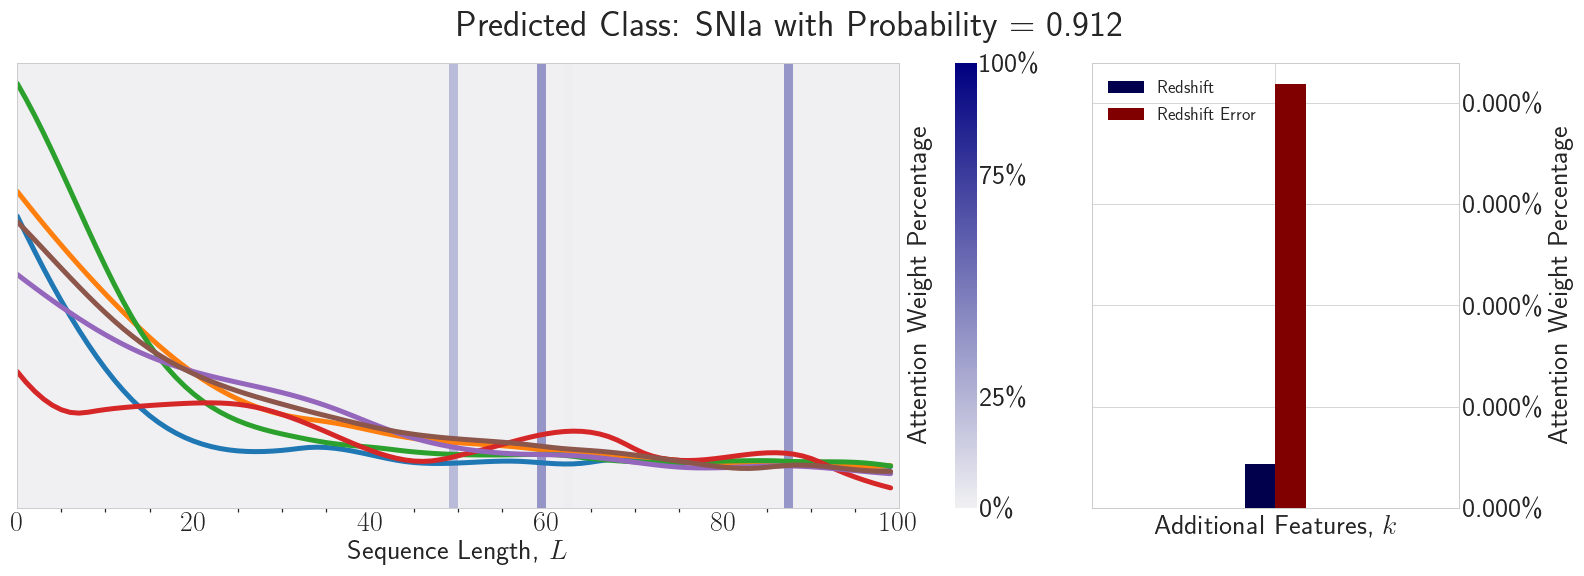 Predicted Class: SNIa with Probability = 0.912
0
20
40
60
80
100
Sequence Length, L
100%
75%
25%
0%
Attention Weight Percentage
Redshift
Redshift Error
0.000%
0.000%
0.000%
0.000%
0.000%
Attention Weight Percentage
Additional Features, k